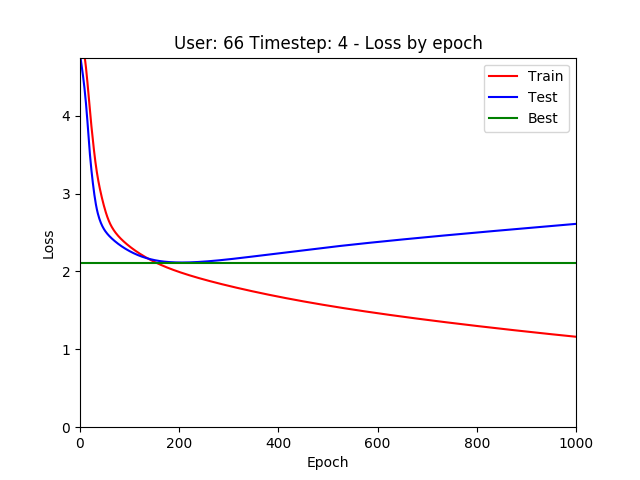 User: 66 Timestep: 4 - Loss by epoch
Train
Test
Best
Loss
4
3
2
1
0
0 200 400 600 800 1000
Epoch